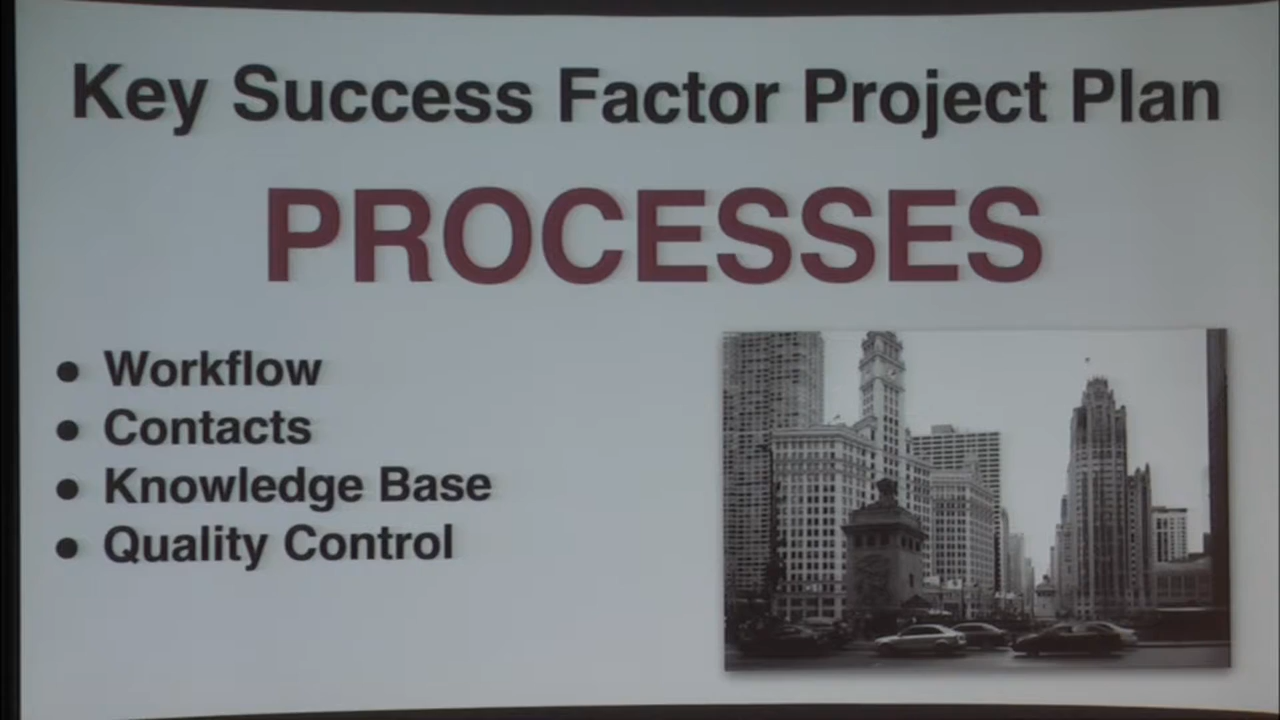 Key Success Factor Project Plan
PROCESSES
• Workflow
• Contacts
• Knowledge Base
• Quality Control